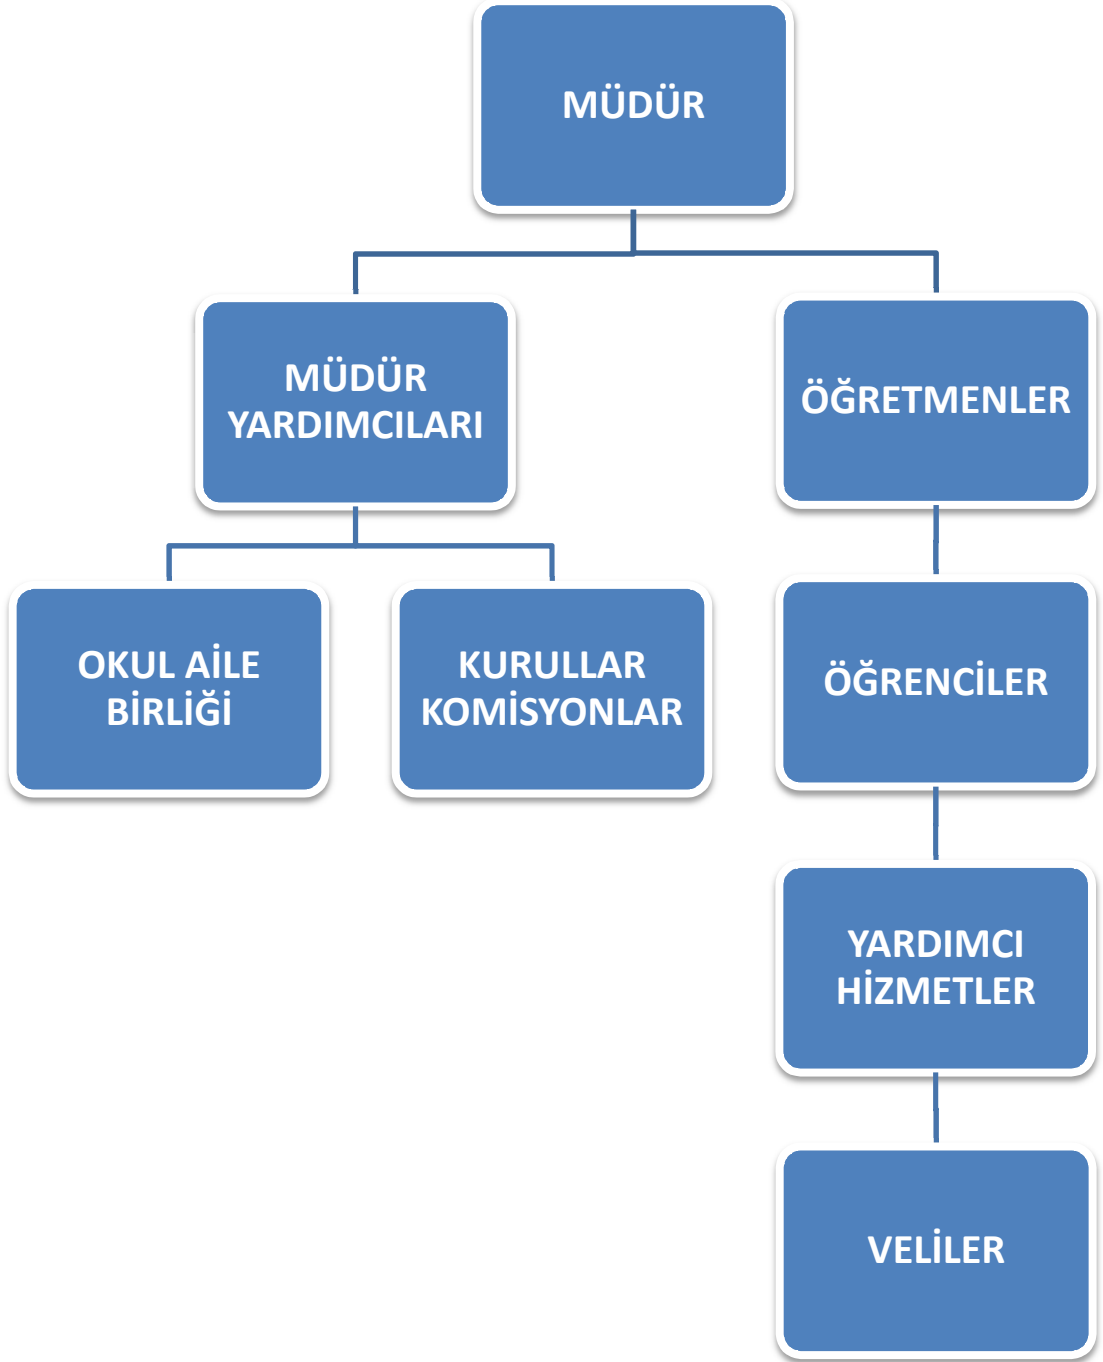 MÜDÜR
MÜDÜR
YARDIMCILARI
ÖĞRETMENLER
OKUL AİLE
BİRLİĞİ
KURULLAR
KOMİSYONLAR
ÖĞRENCİLER
YARDIMCI
HİZMETLER
VELİLER